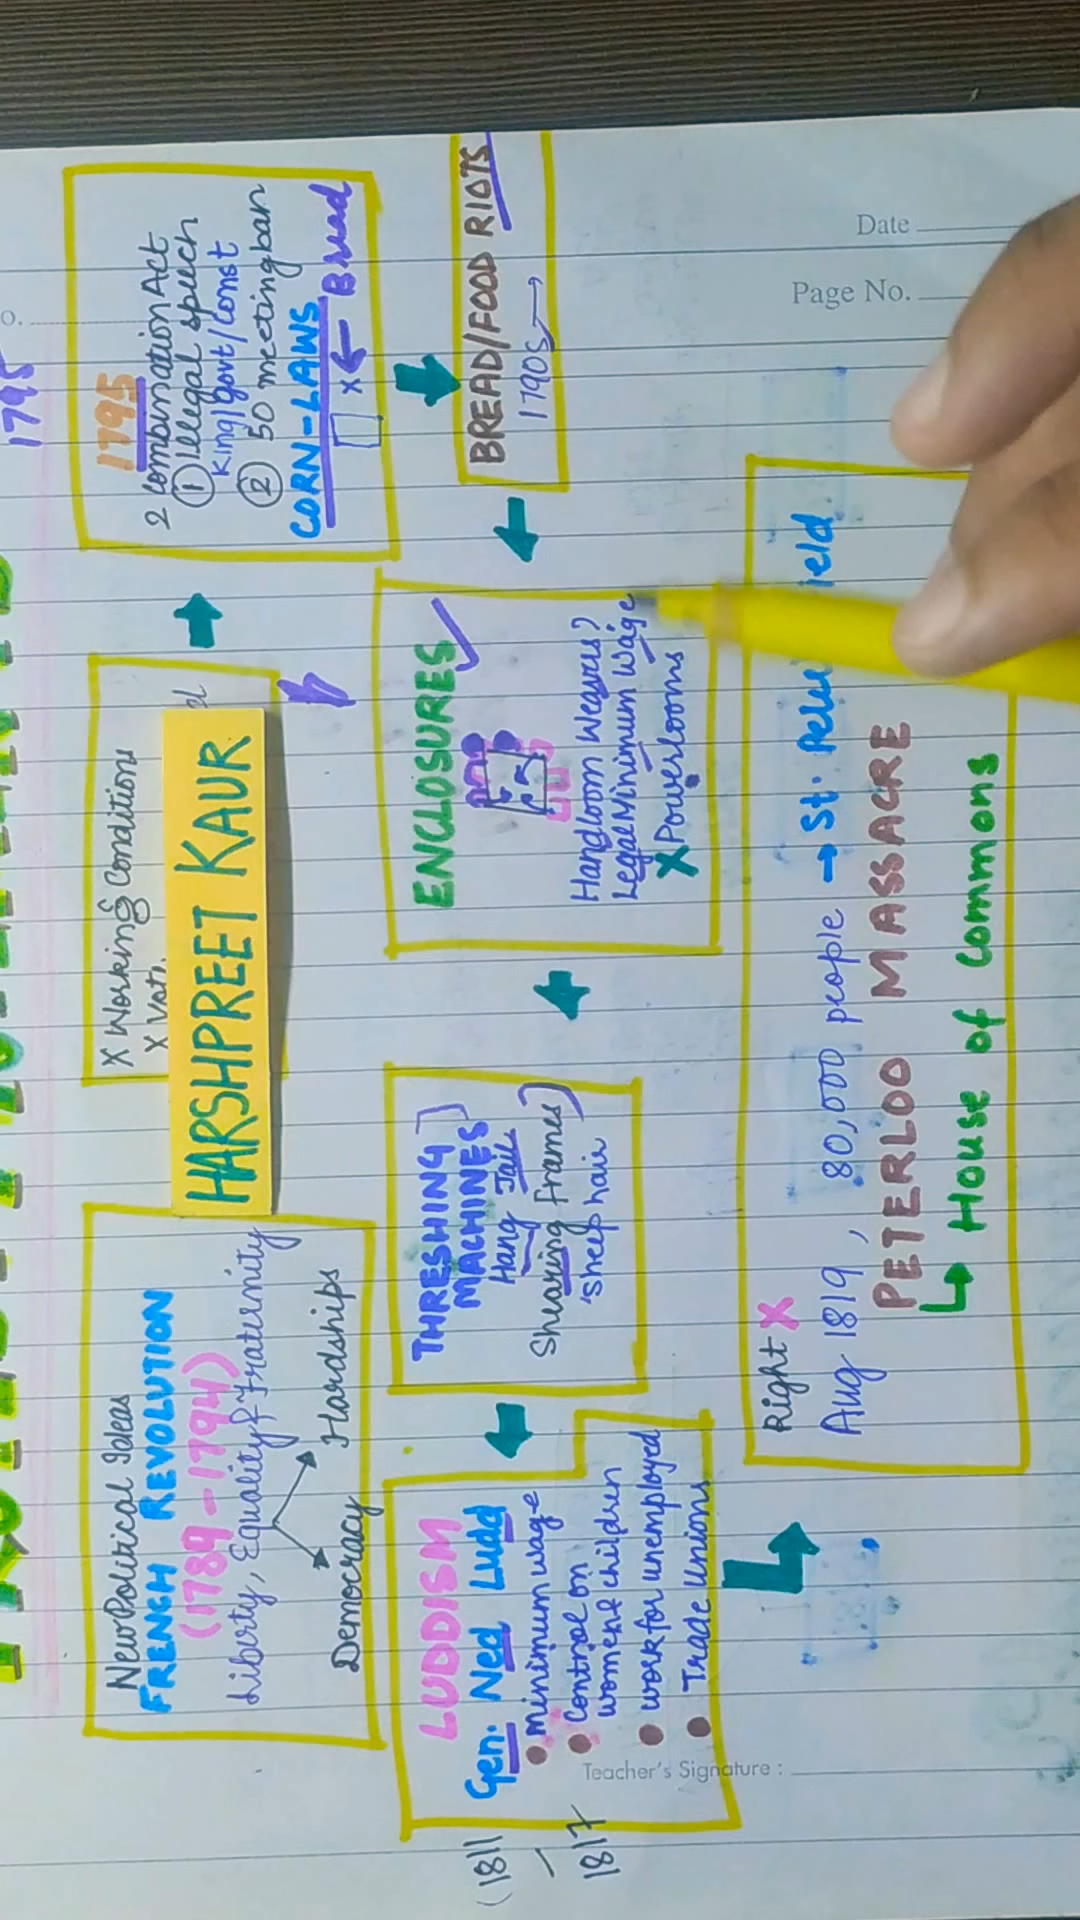 1795
New Political Ideas
FRENCH REVOLUTION
(1789-1794)
Liberty, Equality & Fraternity
Democracy
Hardships
X Working Conditions
X
HARSHPREET KAUR
1795
2 Combination Act
① Illegal speech
King/Govt/Const
② 50 meeting ban
CORN-LAWS
x ← Bread
BREAD/FOOD RIOTS
1790s
ENCLOSURES
Handloom Weavers?
Legal Minimum Wage
X Powerlooms
THRESHING
MACHINES
Hang Jail
Shearing frames)
'sheep hair
LUDDISM
Gen. Ned Ludd
• minimum wage
• Control on
women & children
• work for unemployed
• Trade Unions
(1811
–
1817
Right X
Aug 1819, 80,000 people → St.
PETERLOO MASSACRE
House of Commons
Date
Page No.
Teacher's Signature :